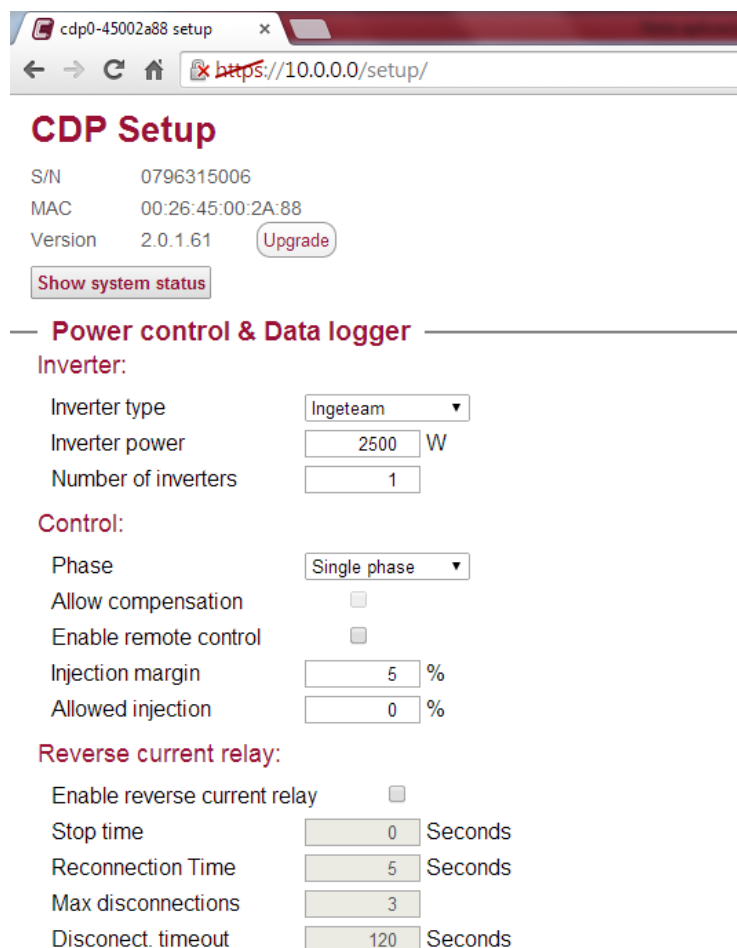 cdp0-45002a88 setup
https://10.0.0.0/setup/
CDP Setup
S/N 0796315006
MAC 00:26:45:00:2A:88
Version 2.0.1.61 Upgrade
Show system status
Power control & Data logger
Inverter:
Inverter type Ingeteam
Inverter power 2500 W
Number of inverters 1
Control:
Phase Single phase
Allow compensation
Enable remote control
Injection margin 5 %
Allowed injection 0 %
Reverse current relay:
Enable reverse current relay
Stop time 0 Seconds
Reconnection Time 5 Seconds
Max disconnections 3
Disconect. timeout 120 Seconds